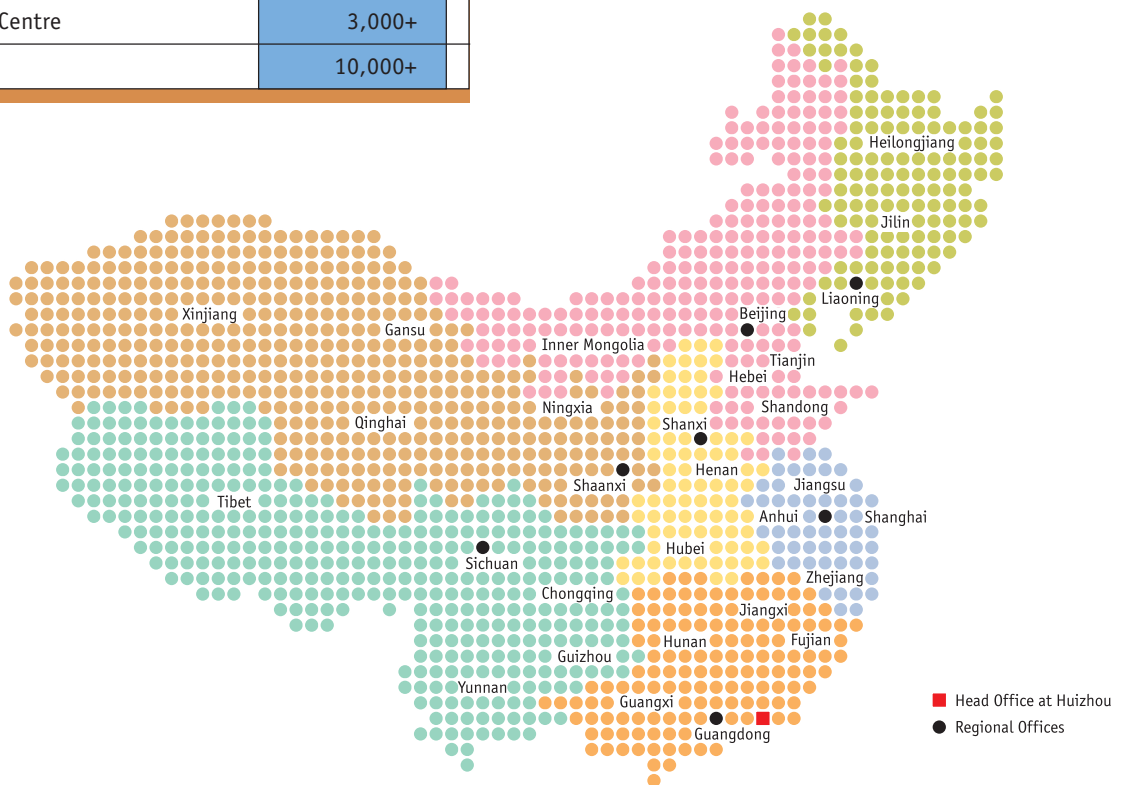 Centre 3,000+
10,000+
Heilongjiang
Jilin
Liaoning
Xinjiang
Beijing
Gansu
Inner Mongolia
Tianjin
Hebei
Ningxia
Shandong
Qinghai
Shanxi
Henan
Shaanxi
Jiangsu
Tibet
Anhui
Shanghai
Hubei
Sichuan
Zhejiang
Chongqing
Jiangxi
Hunan
Fujian
Guizhou
Yunnan
Guangxi
Head Office at Huizhou
Regional Offices
Guangdong